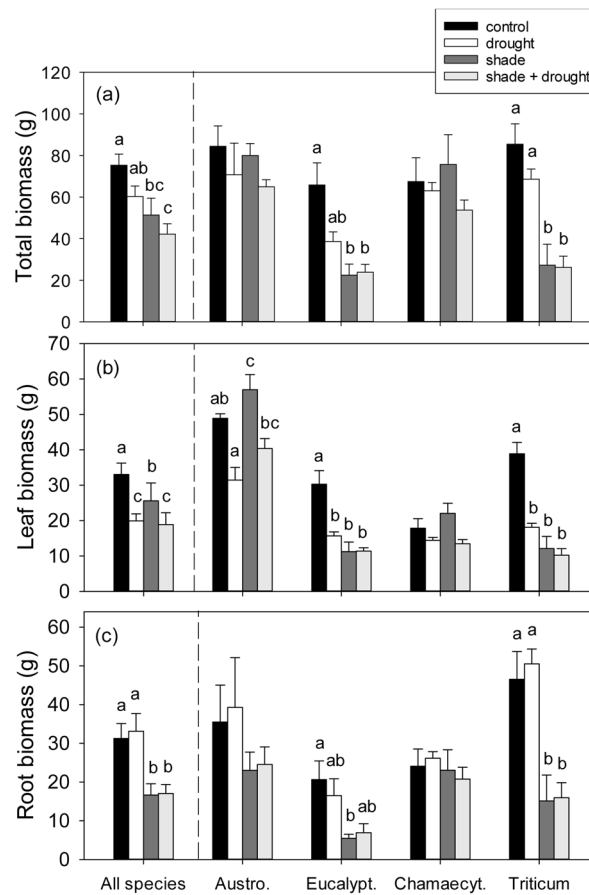 control
drought
shade
shade + drought
120
100
80
60
40
20
0
Total biomass (g)
(a)
a
ab
bc
c
a
ab
b
b
a
a
b
b
70
60
50
40
30
20
10
0
Leaf biomass (g)
(b)
a
c
b
c
ab
a
c
bc
a
b
b
b
a
b
b
b
60
50
40
30
20
10
0
Root biomass (g)
(c)
a
a
b
b
a
ab
b
ab
a
a
b
b
All species
Austro.
Eucalypt.
Chamaecyt.
Triticum